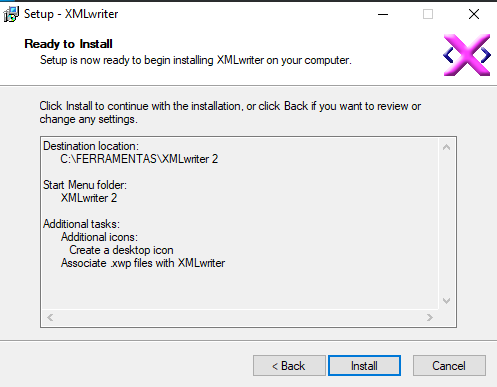 Setup - XMLwriter
Ready to Install
Setup is now ready to begin installing XMLwriter on your computer.
Click Install to continue with the installation, or click Back if you want to review or
change any settings.
Destination location:
C:\FERRAMENTAS\XMLwriter 2
Start Menu folder:
XMLwriter 2
Additional tasks:
Additional icons:
Create a desktop icon
Associate .xwp files with XMLwriter
< Back
Install
Cancel